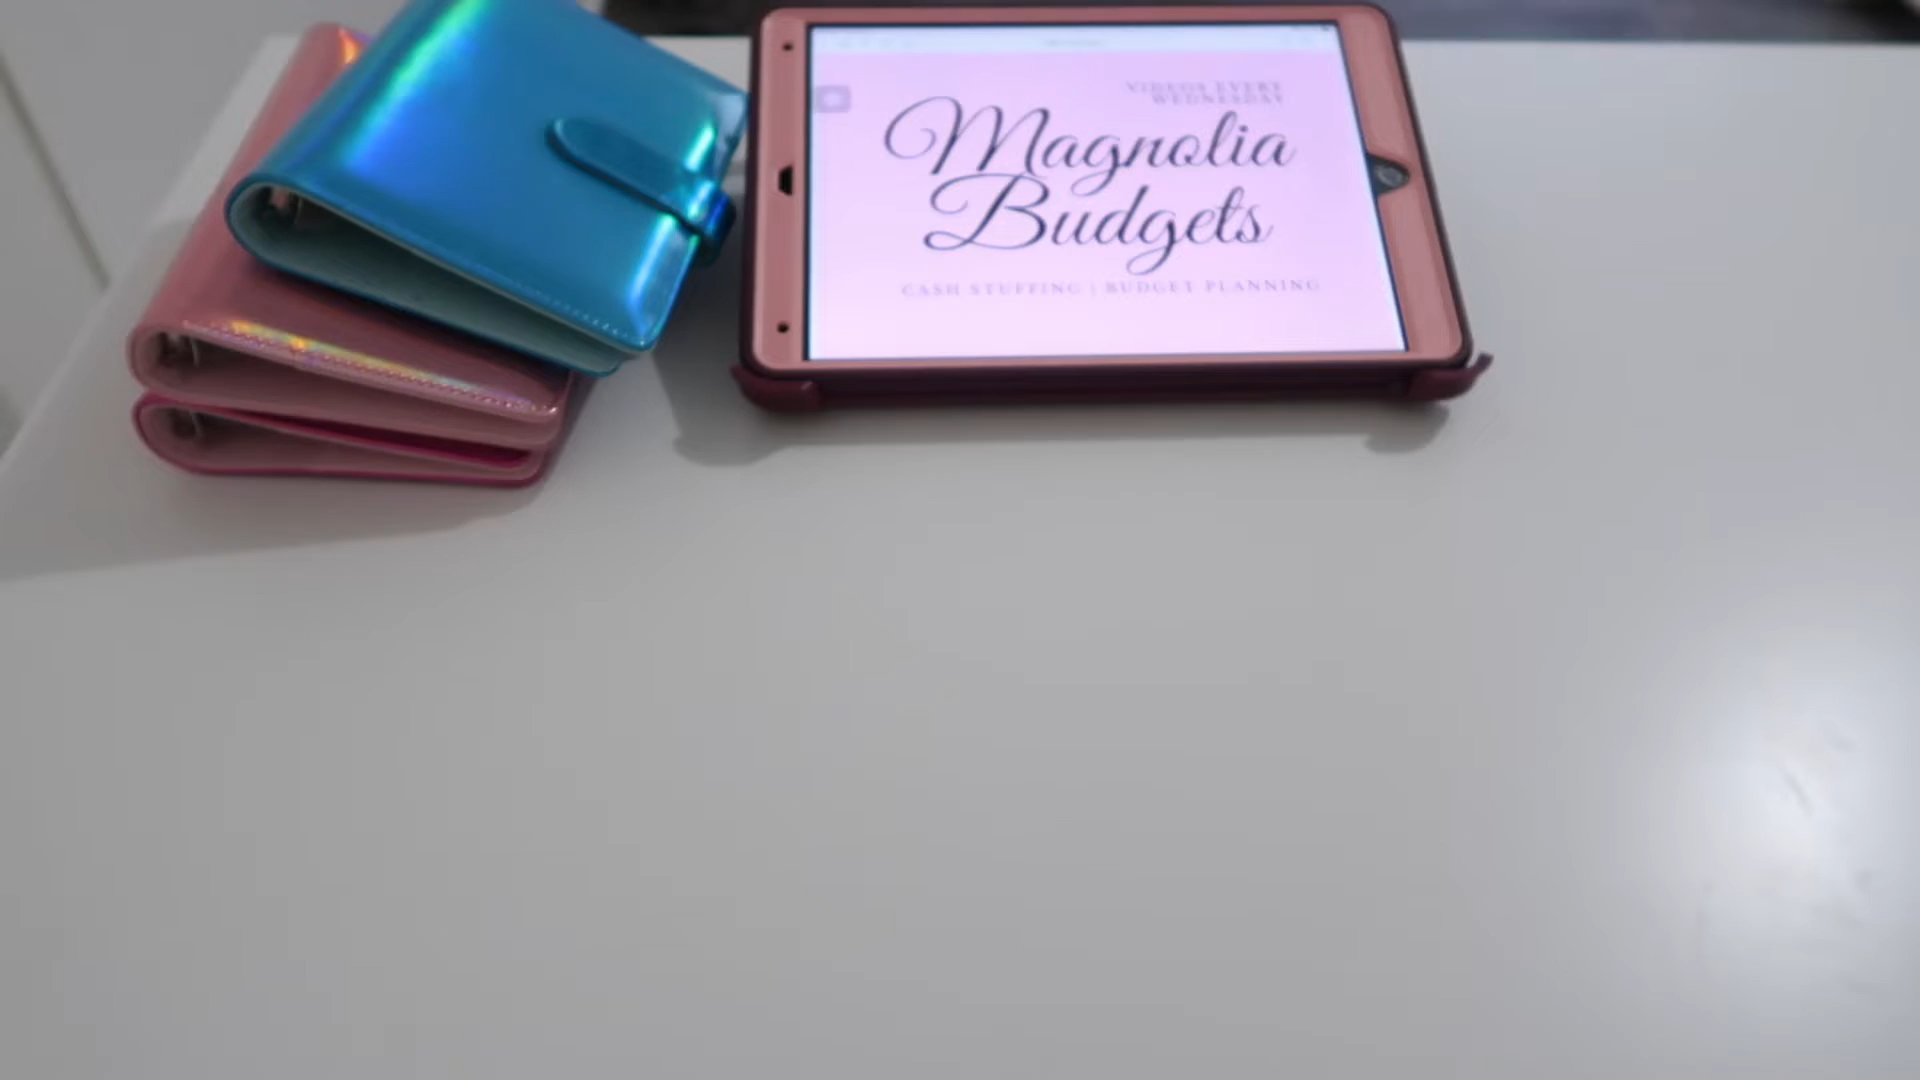 VIDEOS EVERY
WEDNESDAY
Magnolia
Budgets
CASH STUFFING | BUDGET PLANNING